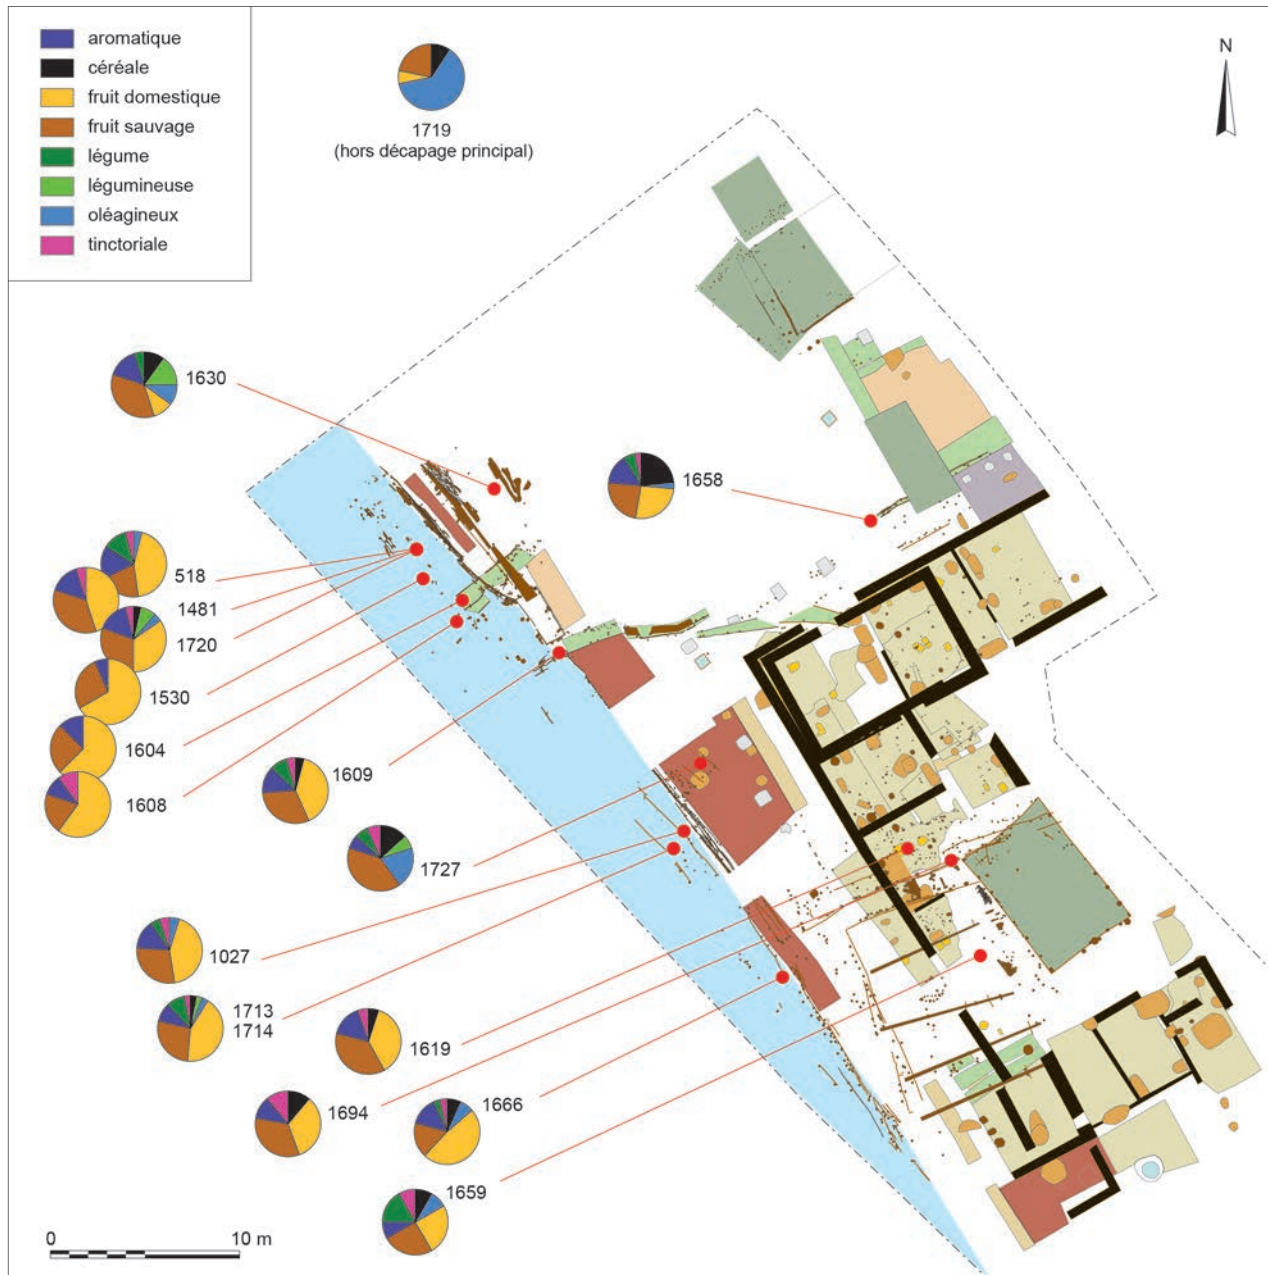 aromatique
céréale
fruit domestique
fruit sauvage
légume
légumineuse
oléagineux
tinctoriale
1719
(hors décapage principal)
N
1630
1658
518
1481
1720
1530
1604
1608
1609
1727
1027
1713
1714
1619
1694
1666
1659
0 10 m